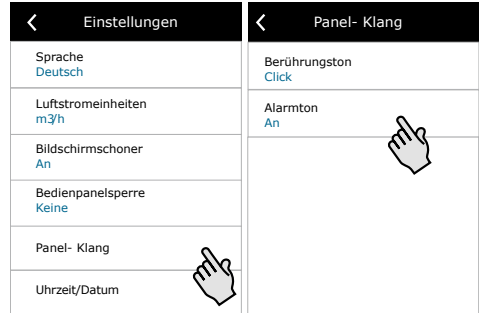 Einstellungen
Sprache
Deutsch
Luftstromeinheiten
m3/h
Bildschirmschoner
An
Bedienpanelsperre
Keine
Panel- Klang
Uhrzeit/Datum
Panel- Klang
Berührungston
Click
Alarmton
An